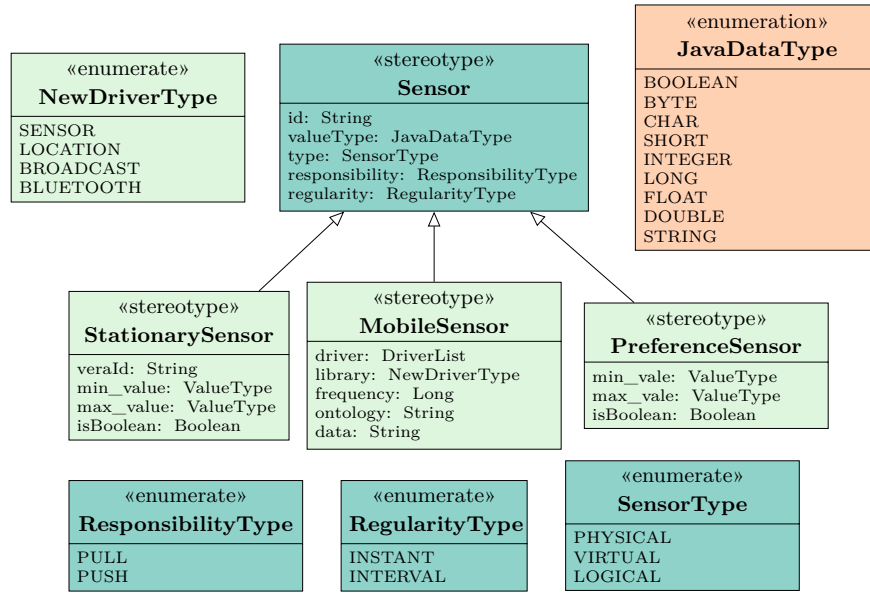 «enumerate»
NewDriverType
SENSOR
LOCATION
BROADCAST
BLUETOOTH
«stereotype»
Sensor
id: String
valueType: JavaDataType
type: SensorType
responsibility: ResponsibilityType
regularity: RegularityType
«enumeration»
JavaDataType
BOOLEAN
BYTE
CHAR
SHORT
INTEGER
LONG
FLOAT
DOUBLE
STRING
«stereotype»
StationarySensor
veraId: String
min_value: ValueType
max_value: ValueType
isBoolean: Boolean
«stereotype»
MobileSensor
driver: DriverList
library: NewDriverType
frequency: Long
ontology: String
data: String
«stereotype»
PreferenceSensor
min_vale: ValueType
max_vale: ValueType
isBoolean: Boolean
«enumerate»
ResponsibilityType
PULL
PUSH
«enumerate»
RegularityType
INSTANT
INTERVAL
«enumerate»
SensorType
PHYSICAL
VIRTUAL
LOGICAL